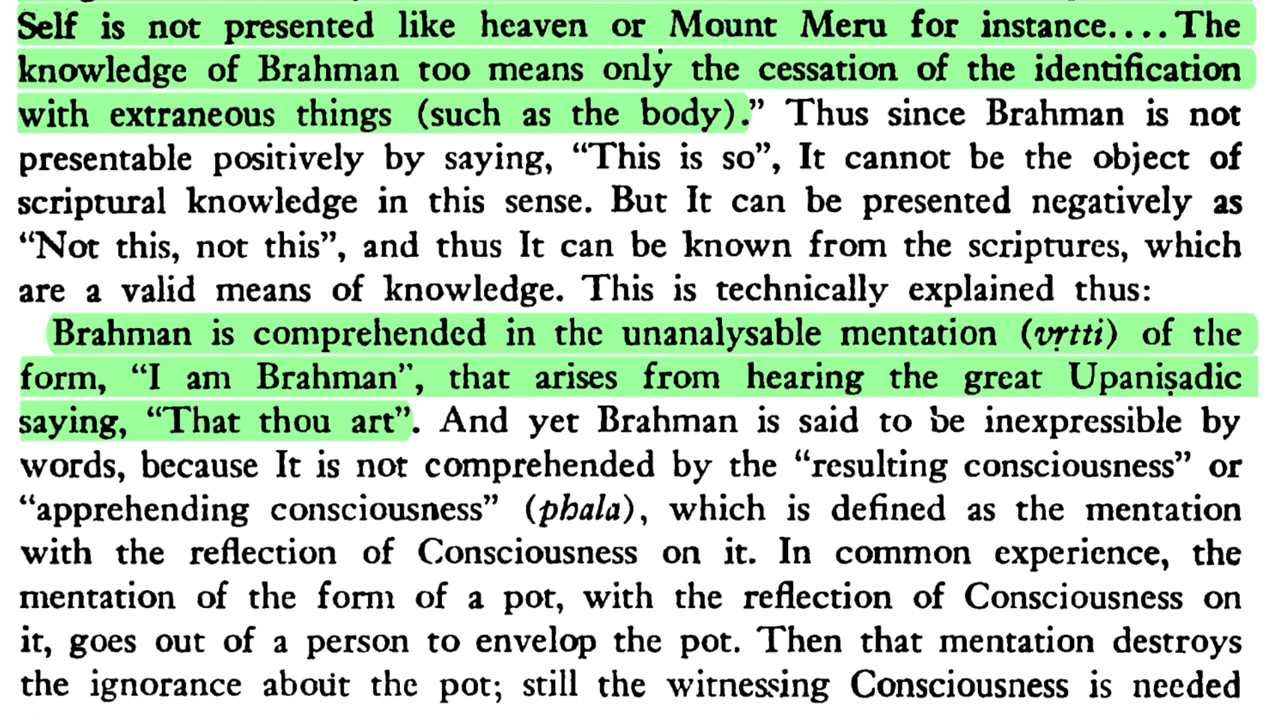 Self is not presented like heaven or Mount Meru for instance.... The
knowledge of Brahman too means only the cessation of the identification
with extraneous things (such as the body).” Thus since Brahman is not
presentable positively by saying, “This is so”, It cannot be the object of
scriptural knowledge in this sense. But It can be presented negatively as
“Not this, not this”, and thus It can be known from the scriptures, which
are a valid means of knowledge. This is technically explained thus:
Brahman is comprehended in the unanalysable mentation (vṛtti) of the
form, “I am Brahman”, that arises from hearing the great Upaniṣadic
saying, “That thou art”. And yet Brahman is said to be inexpressible by
words, because It is not comprehended by the “resulting consciousness” or
“apprehending consciousness” (phala), which is defined as the mentation
with the reflection of Consciousness on it. In common experience, the
mentation of the form of a pot, with the reflection of Consciousness on
it, goes out of a person to envelop the pot. Then that mentation destroys
the ignorance about the pot; still the witnessing Consciousness is needed